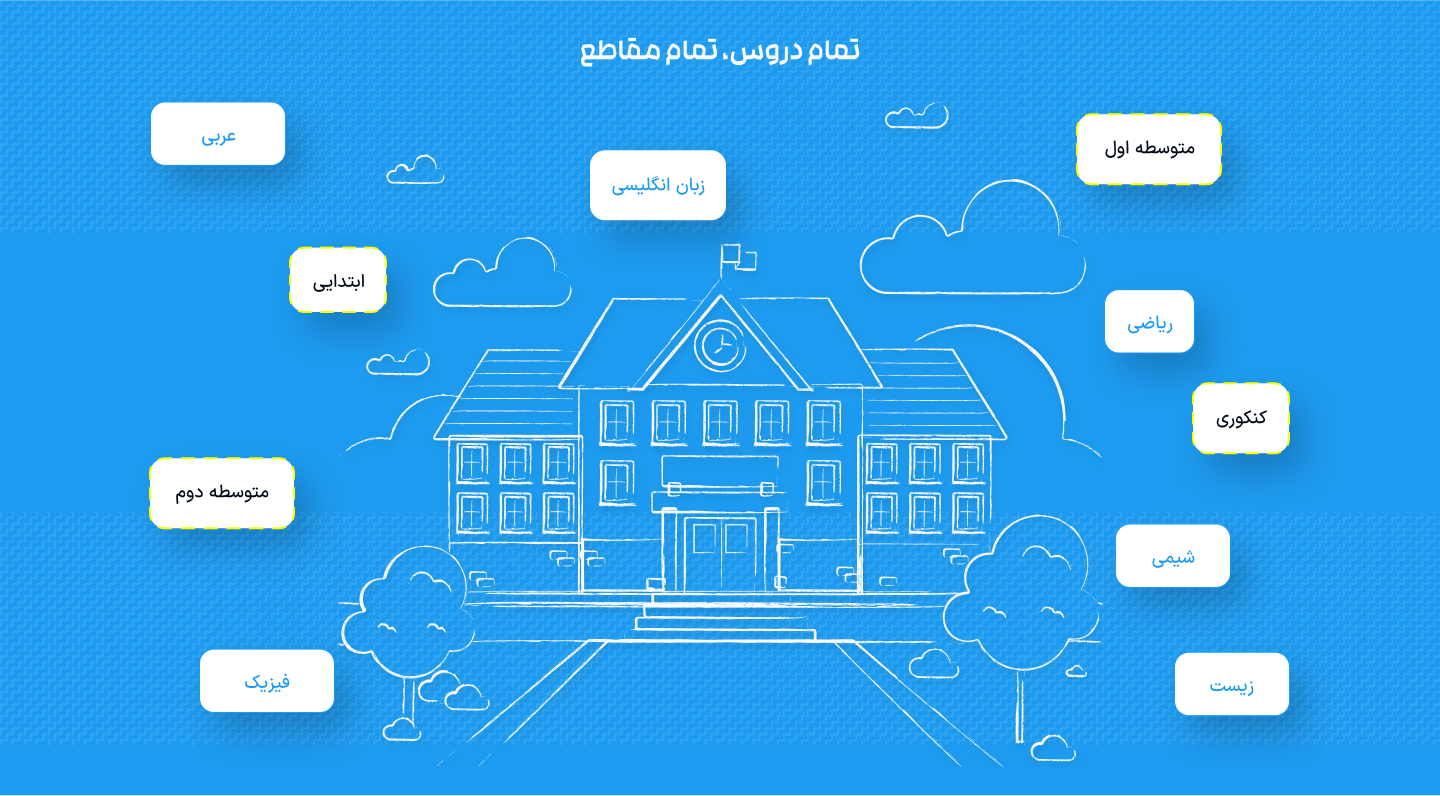 تمام دروس، تمام مقاطع
عربی
متوسطه اول
زبان انگلیسی
ابتدایی
ریاضی
کنکوری
متوسطه دوم
شیمی
فیزیک
زیست